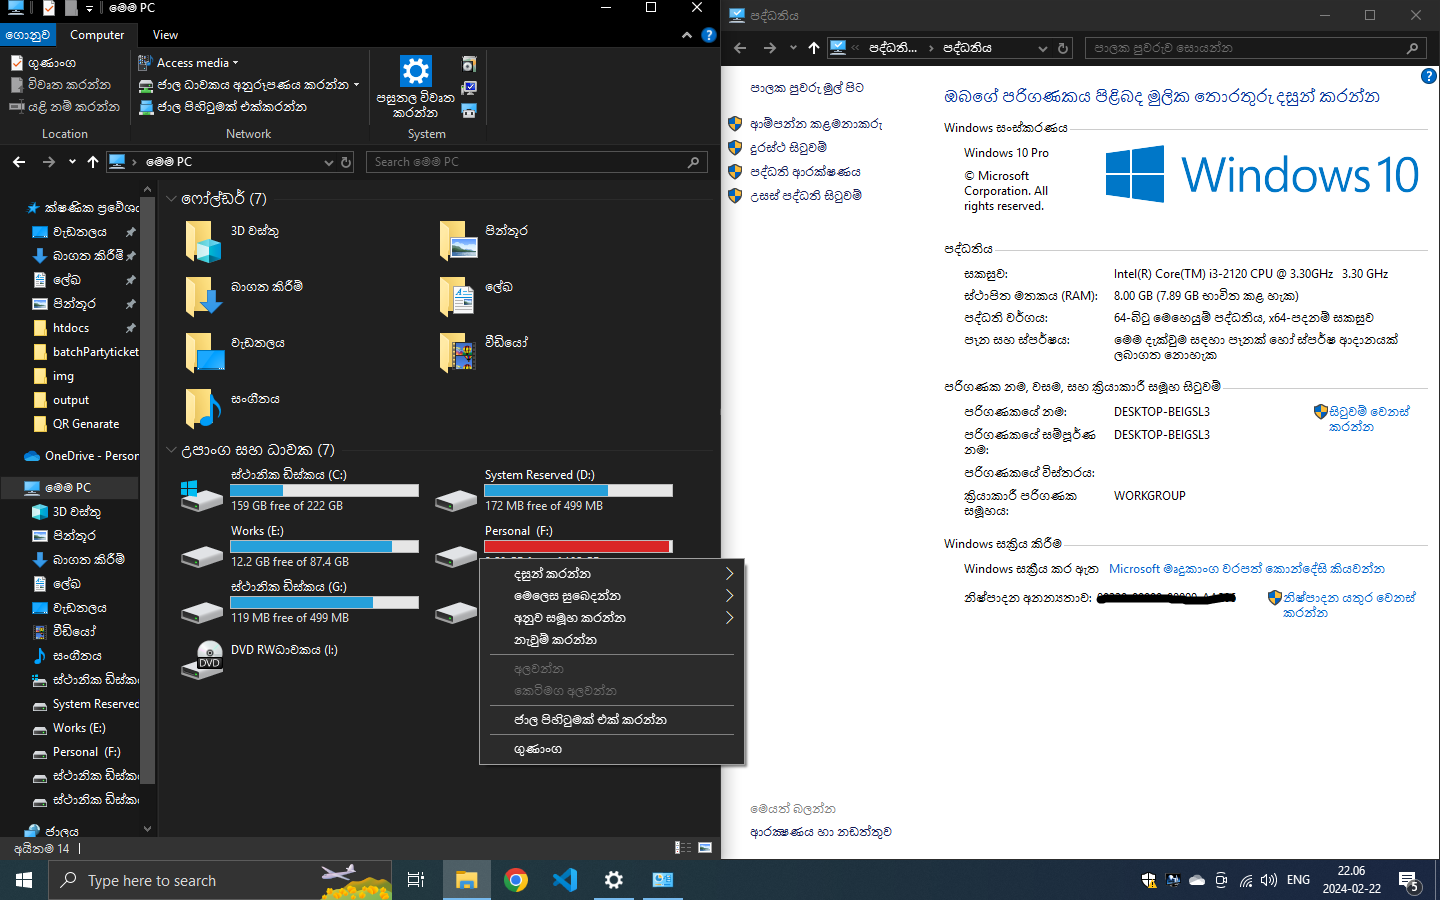 මෙම PC
ගොනුව
Computer
View
ගුණාංග
විවෘත කරන්න
යළි නම් කරන්න
Location
Access media
ජාල ධාවකය අනුරූපණය කරන්න
ජාල පිහිටුමක් එක්කරන්න
Network
පසුතල විවෘත
කරන්න
System
මෙම PC
Search මෙම PC
ක්ෂණික ප්‍රවේශය
වැඩතලය
බාගත කිරීම්
ලේඛ
පින්තූර
htdocs
batchPartyticket
img
output
QR Genarate
OneDrive - Person
මෙම PC
3D වස්තු
පින්තූර
බාගත කිරීම්
ලේඛ
වැඩතලය
වීඩියෝ
සංගීතය
ස්ථානික ඩිස්ක
System Reserved
Works (E:)
Personal (F:)
ස්ථානික ඩිස්ක
ස්ථානික ඩිස්ක
ජාලය
ෆෝල්ඩර් (7)
3D වස්තු
පින්තූර
බාගත කිරීම්
ලේඛ
වැඩතලය
වීඩියෝ
සංගීතය
උපාංග සහ ධාවක (7)
ස්ථානික ඩිස්කය (C:)
159 GB free of 222 GB
System Reserved (D:)
172 MB free of 499 MB
Works (E:)
12.2 GB free of 87.4 GB
Personal (F:)
ස්ථානික ඩිස්කය (G:)
119 MB free of 499 MB
DVD RWධාවකය (I:)
DVD
දසුන් කරන්න
මෙලෙස සුබෙදන්න
අනුව සමූහ කරන්න
නැවුම් කරන්න
අලවන්න
කෙටිමග අලවන්න
ජාල පිහිටුමක් එක් කරන්න
ගුණාංග
අයිතම 14
පද්ධතිය
පද්ධති...
පද්ධතිය
පාලක පුවරුව සොයන්න
පාලක පුවරු මුල් පිට
ආම්පන්න කළමනාකරු
දුරස්ථ සිටුවම්
පද්ධති ආරක්ෂණය
උසස් පද්ධති සිටුවම්
ඔබගේ පරිගණකය පිළිබද මූලික තොරතුරු දසුන් කරන්න
Windows සංස්කරණය
Windows 10 Pro
© Microsoft
Corporation. All
rights reserved.
Windows 10
පද්ධතිය
සකසුව:
Intel(R) Core(TM) i3-2120 CPU @ 3.30GHz 3.30 GHz
ස්ථාපිත මතකය (RAM):
8.00 GB (7.89 GB භාවිත කළ හැක)
පද්ධති වර්ගය:
64-බිටු මෙහෙයුම් පද්ධතිය, x64-පදනම් සකසුව
පෑන සහ ස්පර්ෂය:
මෙම දැක්වුම සඳහා පෑනක් හෝ ස්පර්ෂ ආදානයක්
ලබාගත නොහැක
පරිගණක නම, වසම, සහ ක්‍රියාකාරී සමූහ සිටුවම්
පරිගණකයේ නම:
DESKTOP-BEIGSL3
සිටුවම් වෙනස්
කරන්න
පරිගණකයේ සම්පූර්ණ
නම:
DESKTOP-BEIGSL3
පරිගණකයේ විස්තරය:
ක්‍රියාකාරී පරිගණක
සමූහය:
WORKGROUP
Windows සක්‍රිය කිරීම
Windows සක්‍රීය කර ඇත
Microsoft මෘදුකාංග වරපත් කොන්දේසි කියවන්න
නිෂ්පාදන අනන්‍යතාව:
නිෂ්පාදන යතුර වෙනස්
කරන්න
මෙයත් බලන්න
ආරක්ෂණය හා නඩත්තුව
Type here to search
ENG
22.06
2024-02-22
5